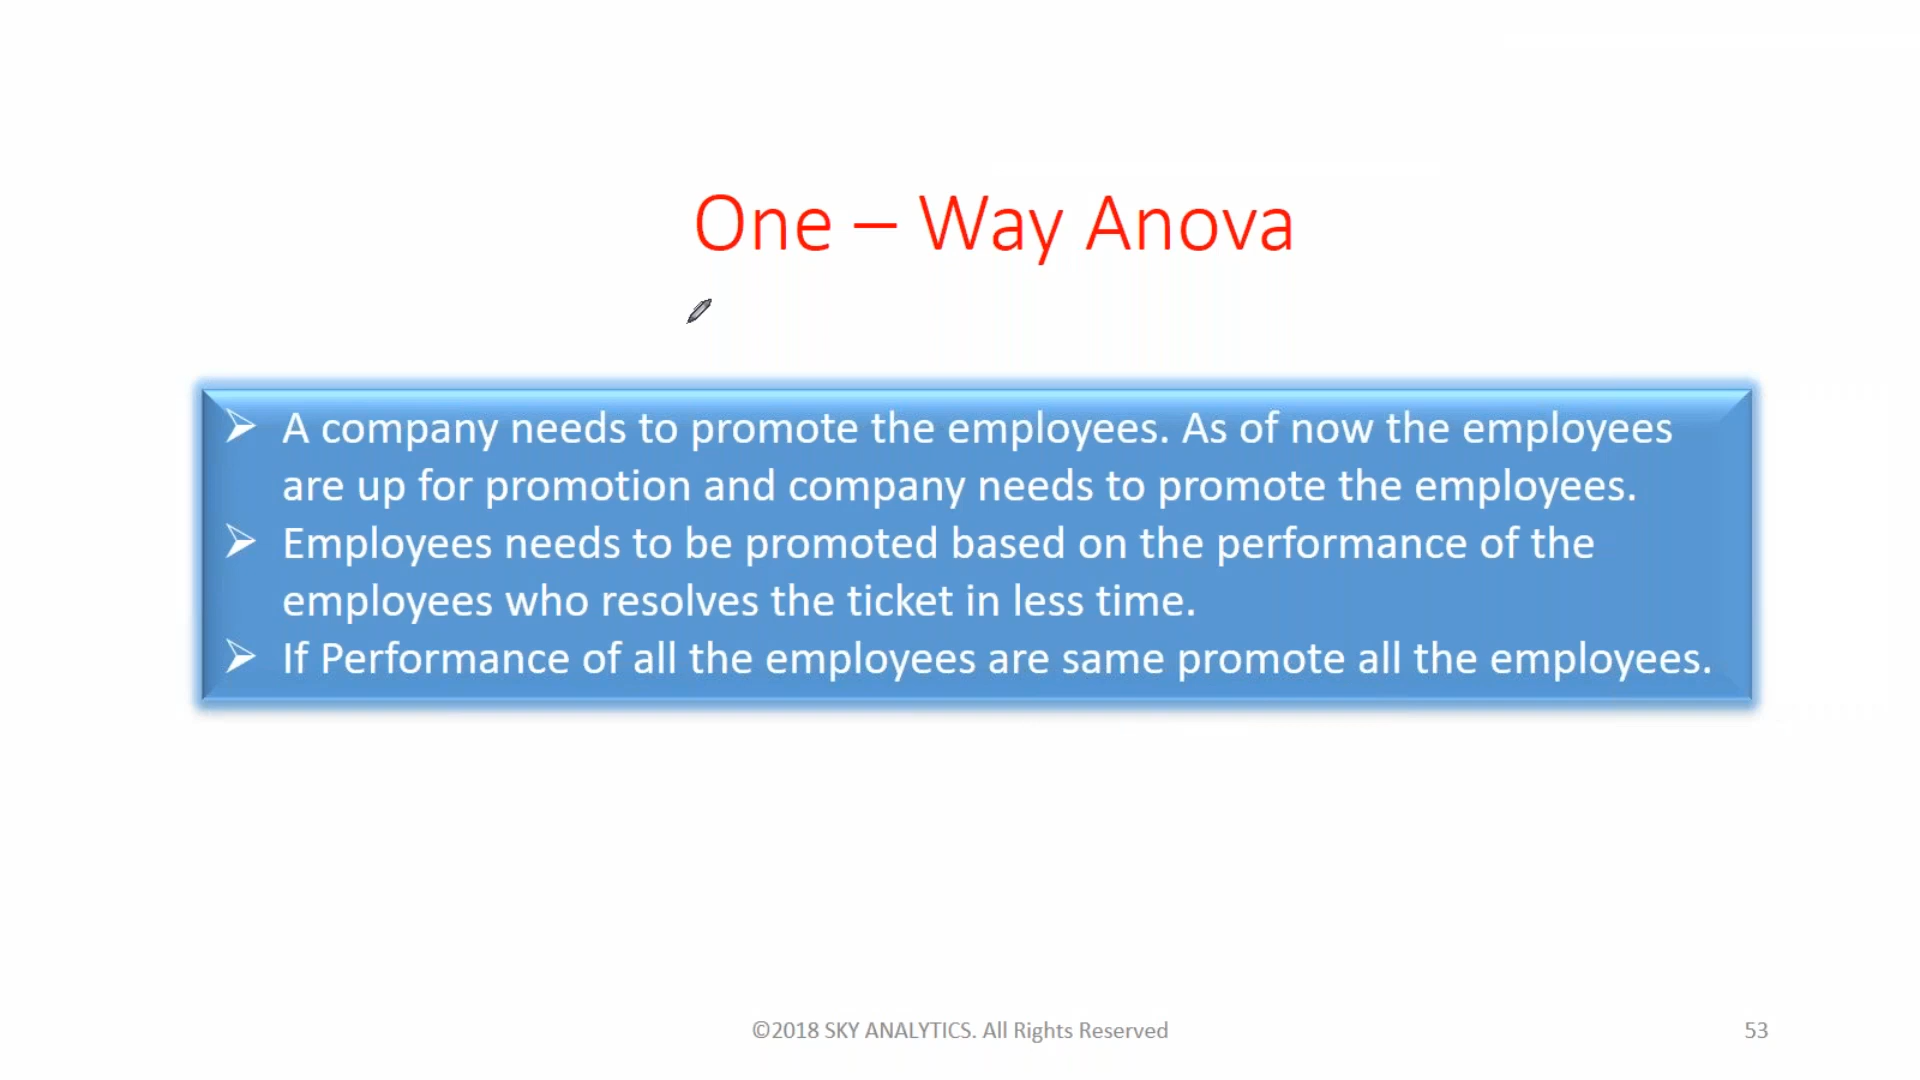 One – Way Anova
➢ A company needs to promote the employees. As of now the employees
are up for promotion and company needs to promote the employees.
➢ Employees needs to be promoted based on the performance of the
employees who resolves the ticket in less time.
➢ If Performance of all the employees are same promote all the employees.
©2018 SKY ANALYTICS. All Rights Reserved
53